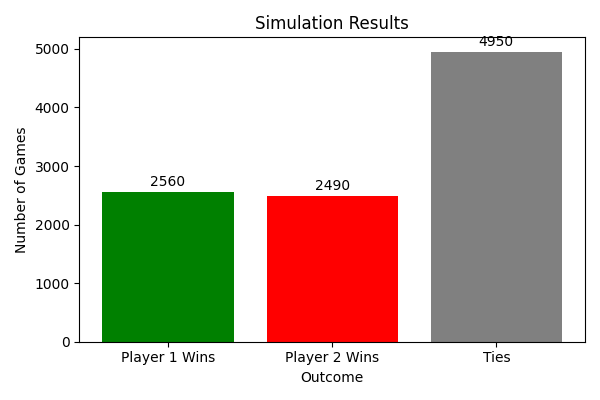 Simulation Results
Number of Games
5000
4000
3000
2000
1000
0
2560
2490
4950
Player 1 Wins
Player 2 Wins
Ties
Outcome